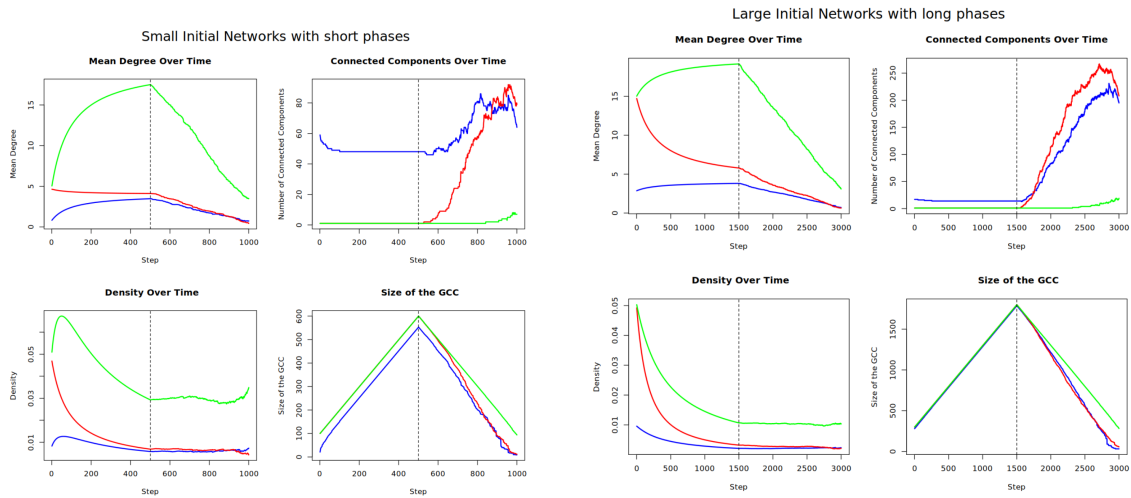 Small Initial Networks with short phases
Mean Degree Over Time
Mean Degree
0 5 10 15
0 200 400 600 800 1000
Step
Connected Components Over Time
Number of Connected Components
0 20 40 60 80
0 200 400 600 800 1000
Step
Density Over Time
Density
0.01 0.03 0.05
0 200 400 600 800 1000
Step
Size of the GCC
Size of the GCC
0 100 200 300 400 500 600
0 200 400 600 800 1000
Step
Large Initial Networks with long phases
Mean Degree Over Time
Mean Degree
0 5 10 15
0 500 1000 1500 2000 2500 3000
Step
Connected Components Over Time
Number of Connected Components
0 50 100 150 200 250
0 500 1000 1500 2000 2500 3000
Step
Density Over Time
Density
0.01 0.02 0.03 0.04 0.05
0 500 1000 1500 2000 2500 3000
Step
Size of the GCC
Size of the GCC
0 500 1000 1500
0 500 1000 1500 2000 2500 3000
Step